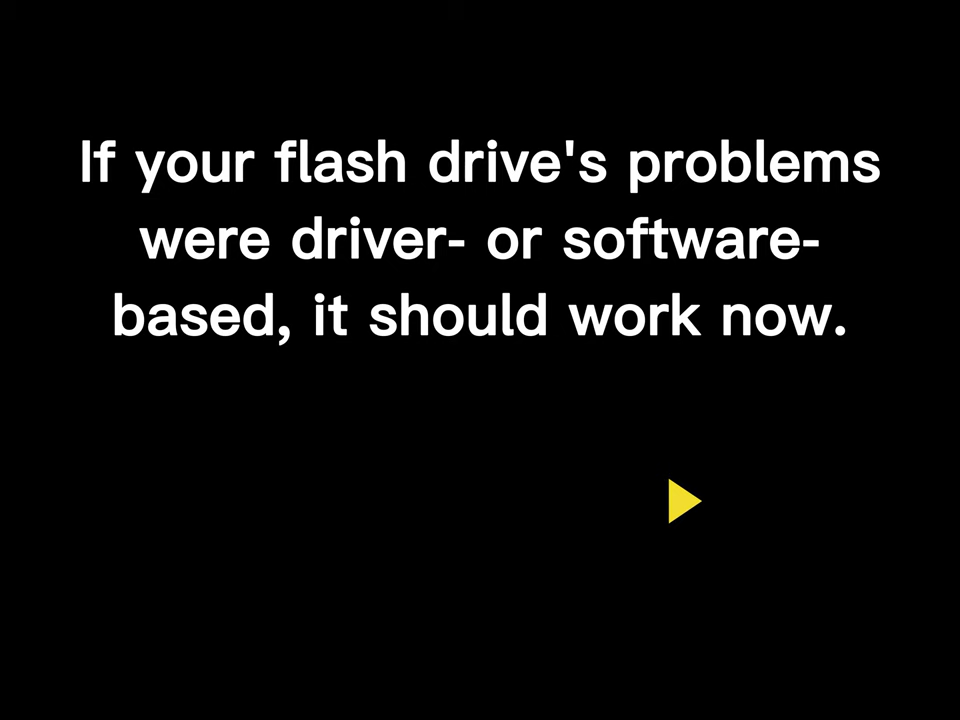 If your flash drive's problems
were driver- or software-
based, it should work now.